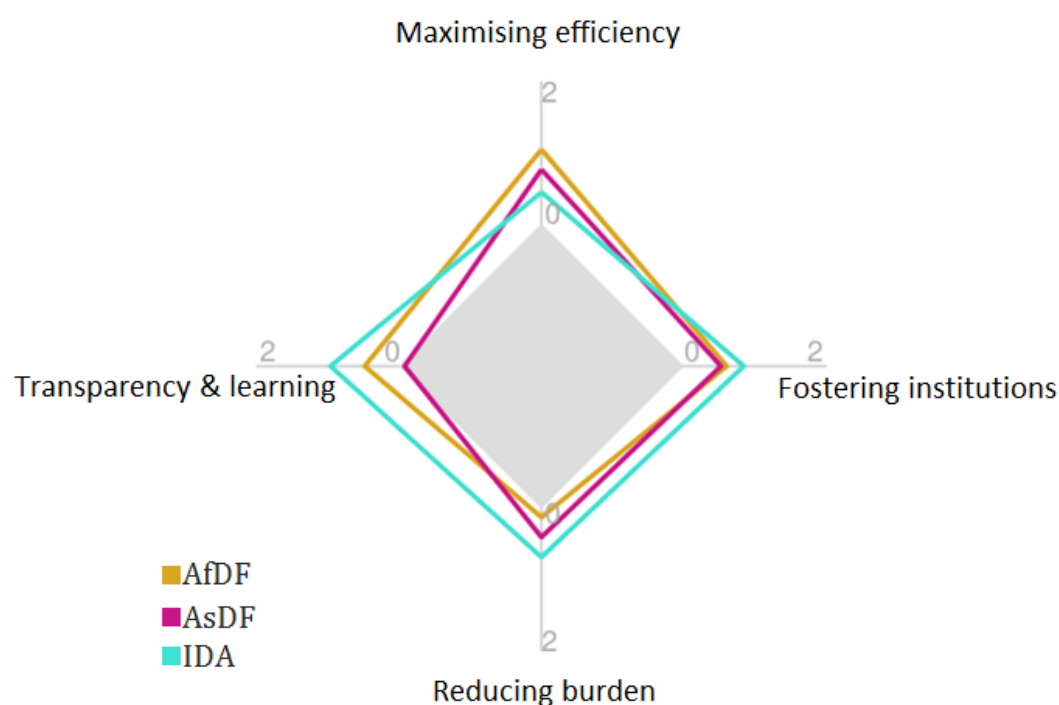 Maximising efficiency
2
0
2
0
0
2
Transparency & learning
Fostering institutions
0
AfDF
AsDF
2
IDA
Reducing burden